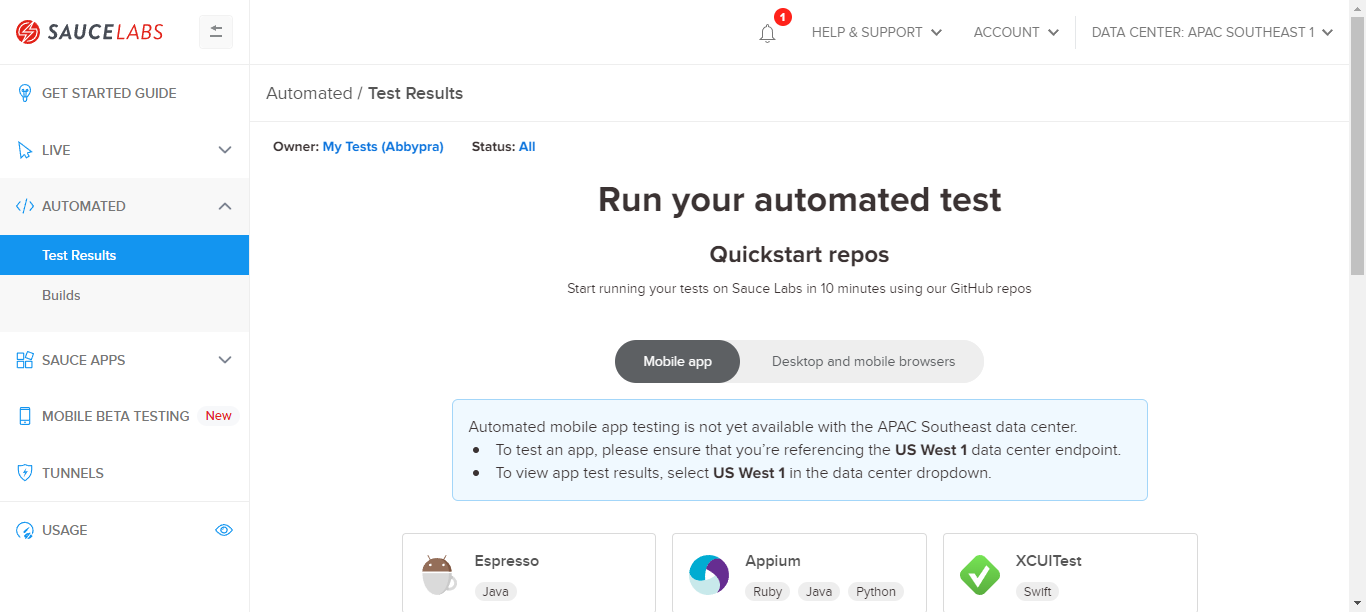 SAUCELABS
1
HELP & SUPPORT
ACCOUNT
DATA CENTER: APAC SOUTHEAST 1
GET STARTED GUIDE
LIVE
AUTOMATED
Test Results
Builds
SAUCE APPS
MOBILE BETA TESTING New
TUNNELS
USAGE
Automated / Test Results
Owner: My Tests (Abbypra) Status: All
Run your automated test
Quickstart repos
Start running your tests on Sauce Labs in 10 minutes using our GitHub repos
Mobile app
Desktop and mobile browsers
Automated mobile app testing is not yet available with the APAC Southeast data center.
• To test an app, please ensure that you’re referencing the US West 1 data center endpoint.
• To view app test results, select US West 1 in the data center dropdown.
Espresso
Java
Appium
Ruby Java Python
XCUITest
Swift